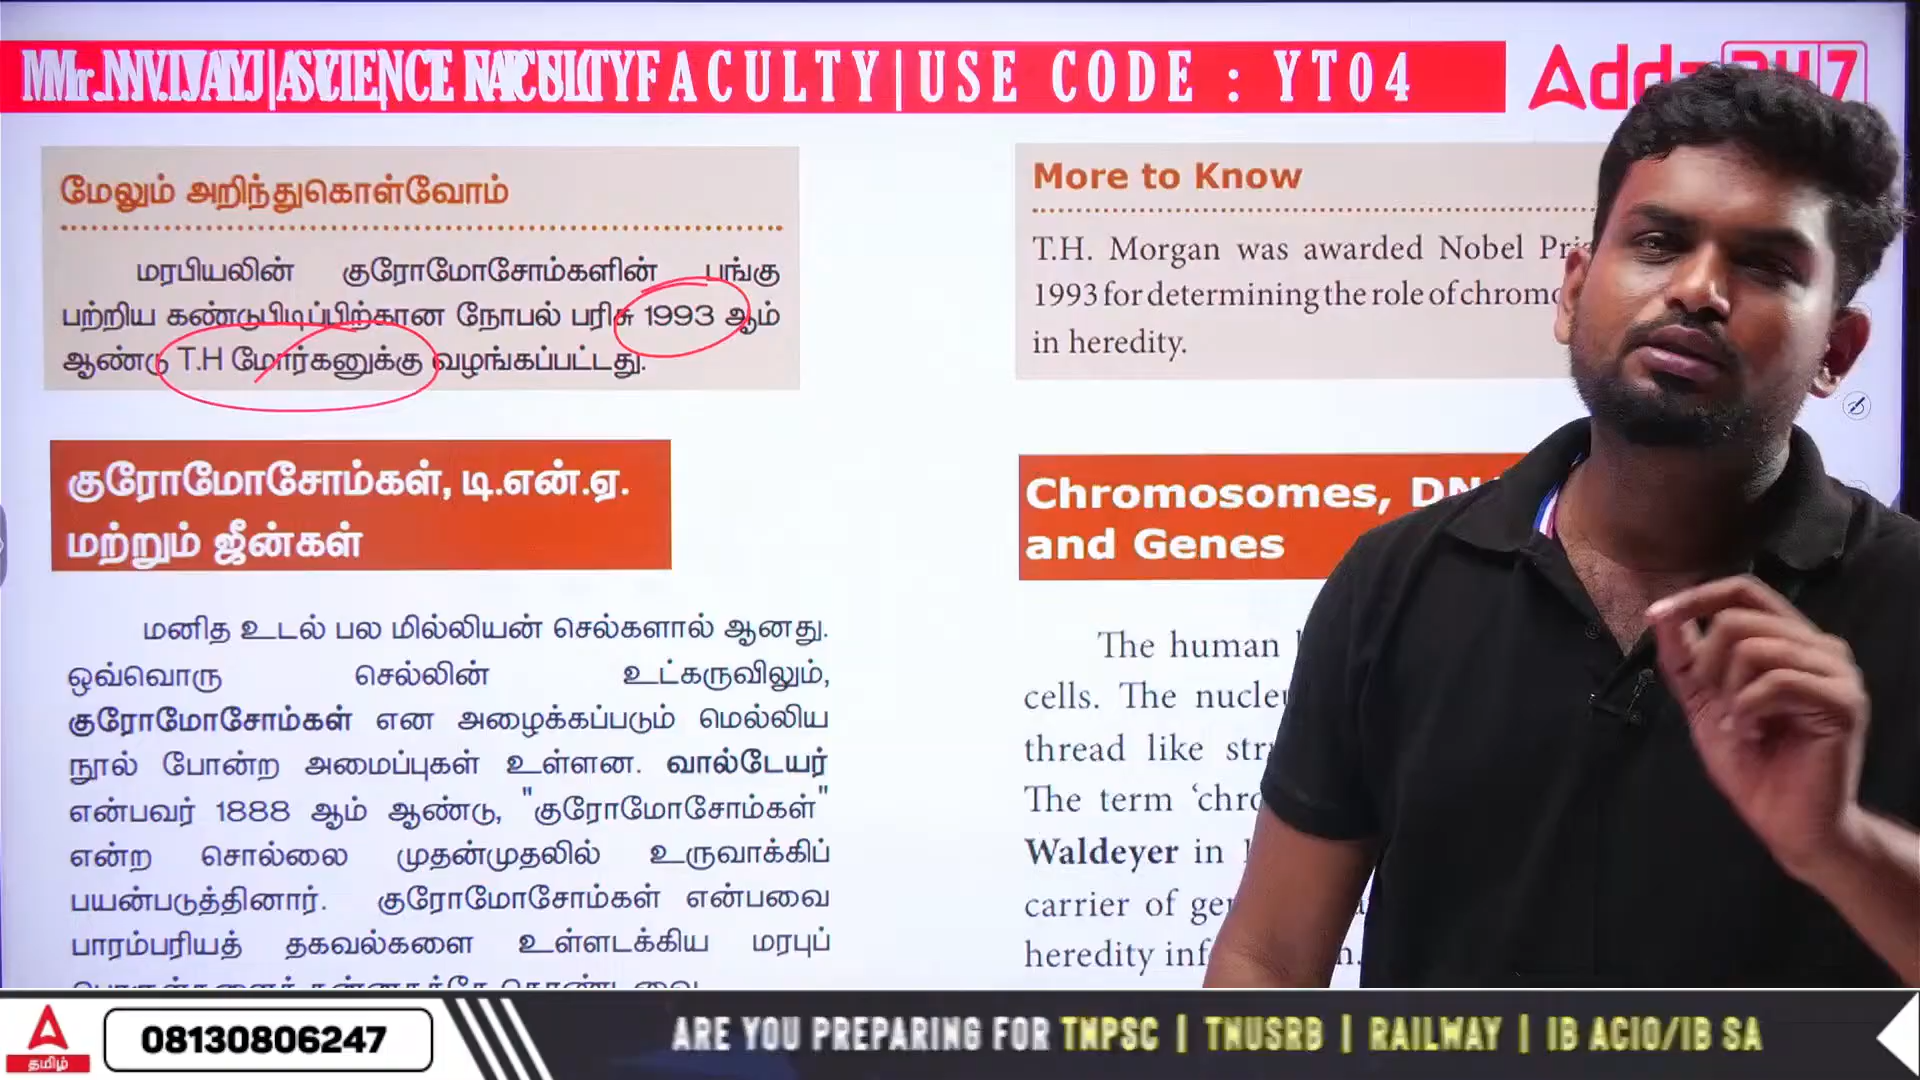 FACULTY | USE CODE : YT04
மேலும் அறிந்துகொள்வோம்
மரபியலின் குரோமோசோம்களின் பங்கு
பற்றிய கண்டுபிடிப்பிற்கான நோபல் பரிசு 1993 ஆம்
ஆண்டு T.H மோர்கனுக்கு வழங்கப்பட்டது.
குரோமோசோம்கள், டி.என்.ஏ.
மற்றும் ஜீன்கள்
மனித உடல் பல மில்லியன் செல்களால் ஆனது.
ஒவ்வொரு செல்லின் உட்கருவிலும்,
குரோமோசோம்கள் என அழைக்கப்படும் மெல்லிய
நூல் போன்ற அமைப்புகள் உள்ளன. வால்டேயர்
என்பவர் 1888 ஆம் ஆண்டு, "குரோமோசோம்கள்"
என்ற சொல்லை முதன்முதலில் உருவாக்கிப்
பயன்படுத்தினார். குரோமோசோம்கள் என்பவை
பாரம்பரியத் தகவல்களை உள்ளடக்கிய மரபுப்
More to Know
T.H. Morgan was awarded Nobel
1993 for determining the role of
in heredity.
Chromosomes,
and Genes
The human
cells. The
thread like
The term
Waldeyer in
carrier of
heredity
தமிழ்
08130806247
ARE YOU PREPARING FOR TNPSC | TNUSRB | RAILWAY | IB ACIO/IB SA